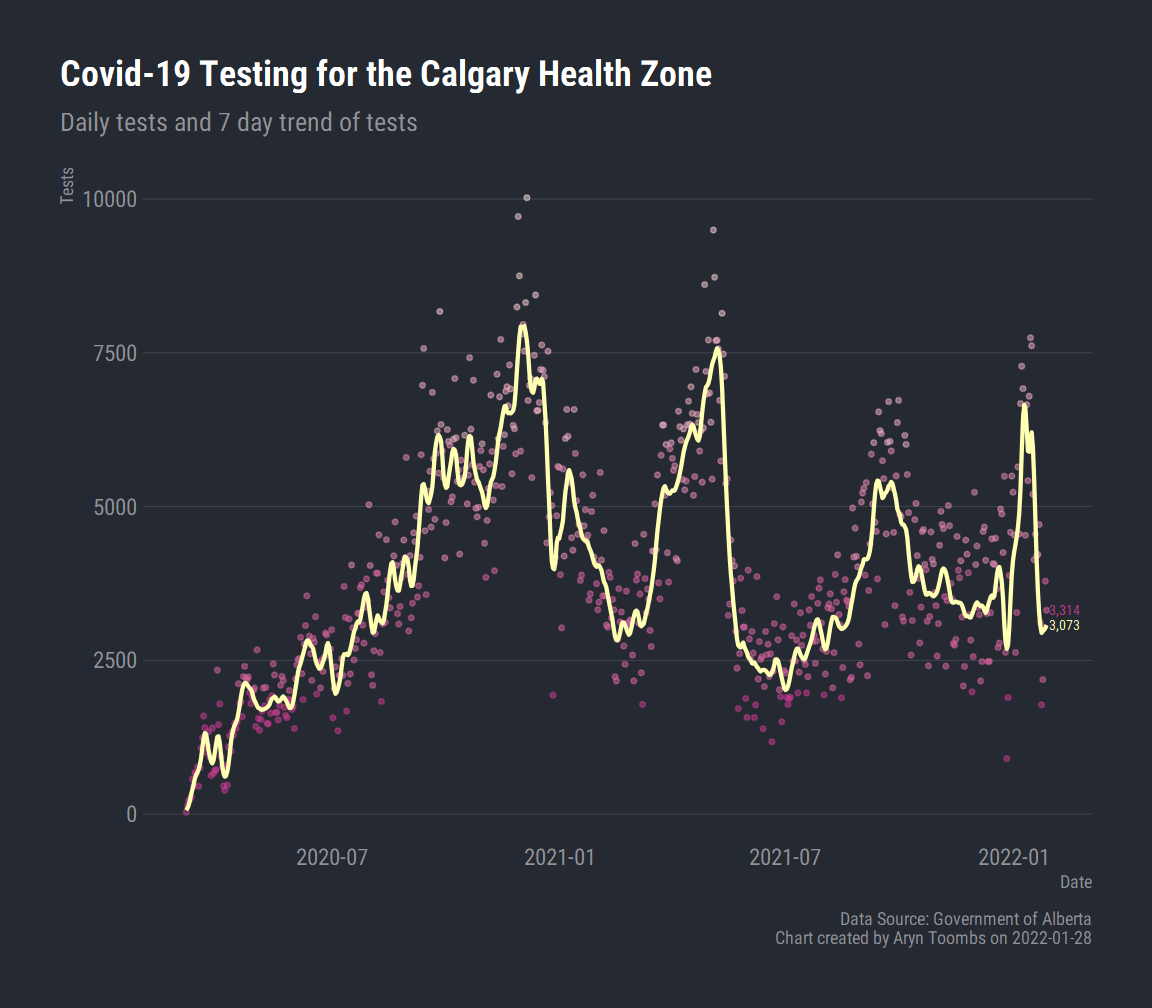 Covid-19 Testing for the Calgary Health Zone
Daily tests and 7 day trend of tests
Tests
10000
7500
5000
2500
0
3,314
3,073
2020-07
2021-01
2021-07
2022-01
Date
Data Source: Government of Alberta
Chart created by Aryn Toombs on 2022-01-28